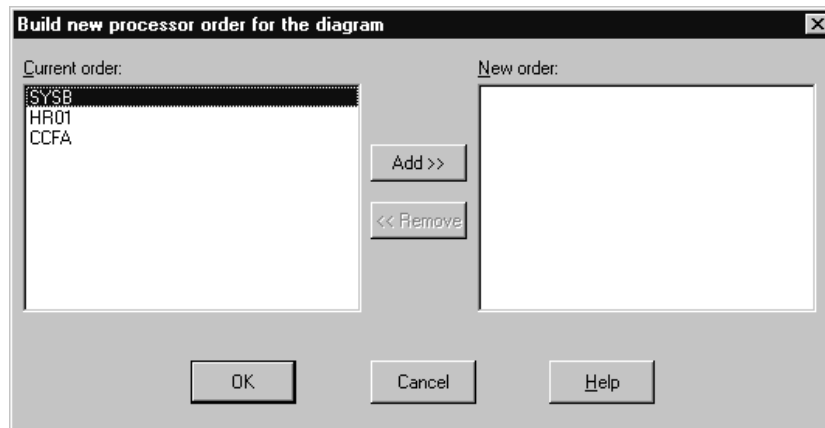 Build new processor order for the diagram
Current order:
New order:
SYSB
HR01
CCFA
Add >>
<< Remove
OK
Cancel
Help